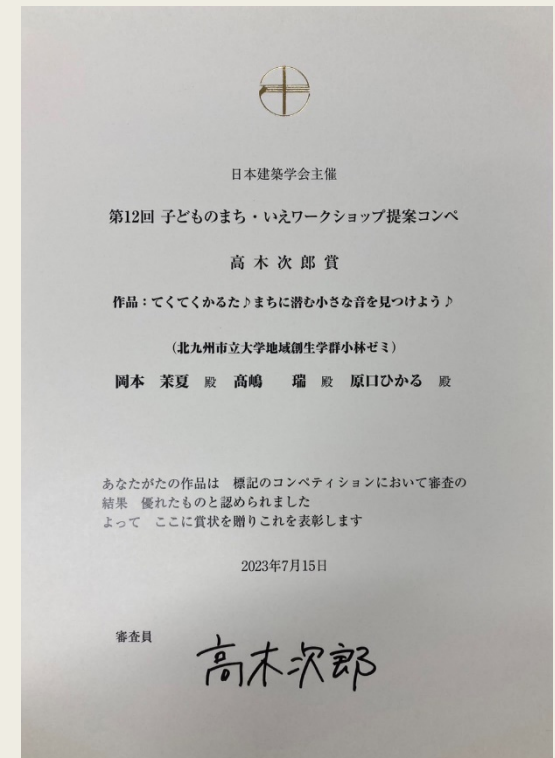 日本建築学会主催
第12回 子どものまち・いえワークショップ提案コンペ
高木次郎賞
作品：てくてくかるた♪まちに潜む小さな音を見つけよう♪
（北九州市立大学地域創生学群小林ゼミ）
岡本 茉夏 殿 髙嶋 瑞 殿 原口ひかる 殿
あなたがたの作品は 標記のコンペティションにおいて審査の
結果 優れたものと認められました
よって ここに賞状を贈りこれを表彰します
2023年7月15日
審査員
高木次郎